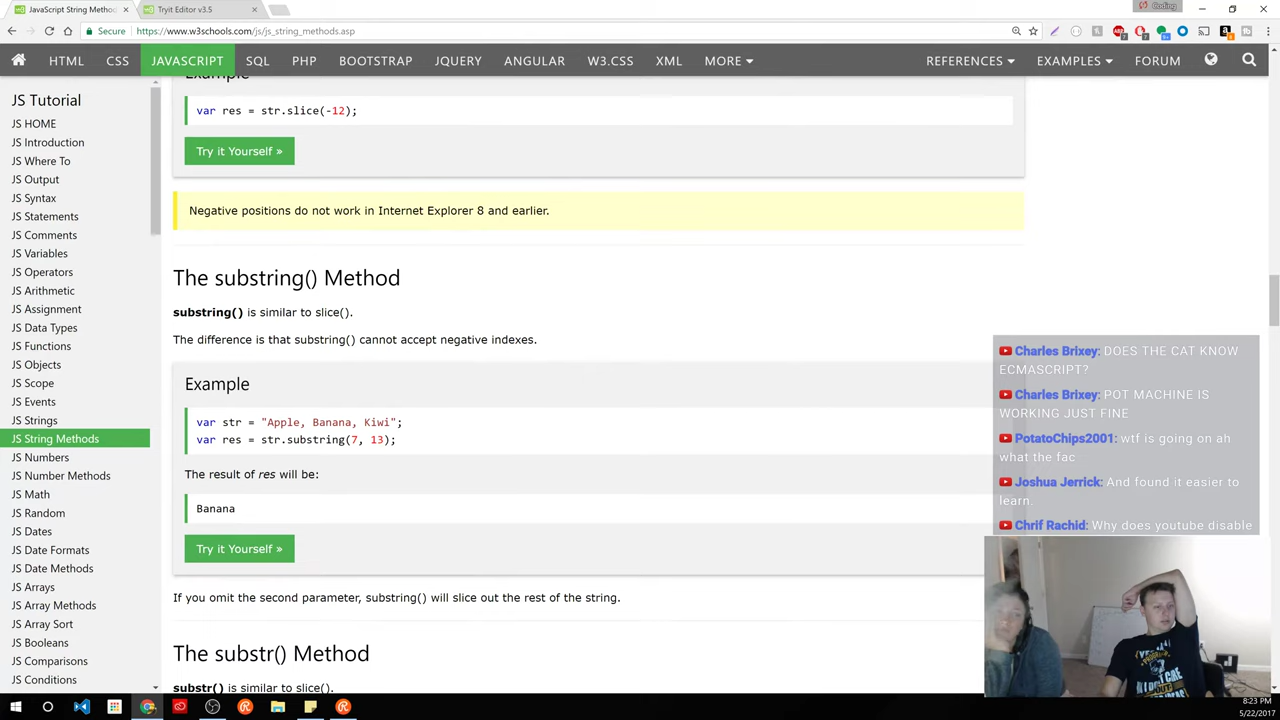 JavaScript String Metho
Tryit Editor v3.5
Coding
Secure
https://www.w3schools.com/js/js_string_methods.asp
HTML CSS JAVASCRIPT SQL PHP BOOTSTRAP JQUERY ANGULAR W3.CSS XML MORE REFERENCES EXAMPLES FORUM
JS Tutorial
JS HOME
JS Introduction
JS Where To
JS Output
JS Syntax
JS Statements
JS Comments
JS Variables
JS Operators
JS Arithmetic
JS Assignment
JS Data Types
JS Functions
JS Objects
JS Scope
JS Events
JS Strings
JS String Methods
JS Numbers
JS Number Methods
JS Math
JS Random
JS Dates
JS Date Formats
JS Date Methods
JS Arrays
JS Array Methods
JS Array Sort
JS Booleans
JS Comparisons
JS Conditions
Example
var res = str.slice(-12);
Try it Yourself »
Negative positions do not work in Internet Explorer 8 and earlier.
The substring() Method
substring() is similar to slice().
The difference is that substring() cannot accept negative indexes.
Example
var str = "Apple, Banana, Kiwi";
var res = str.substring(7, 13);
The result of res will be:
Banana
Try it Yourself »
If you omit the second parameter, substring() will slice out the rest of the string.
The substr() Method
substr() is similar to slice().
Charles Brixey: DOES THE CAT KNOW
ECMASCRIPT?
Charles Brixey: POT MACHINE IS
WORKING JUST FINE
PotatoChips2001: wtf is going on ah
what the fac
Joshua Jerrick: And found it easier to
learn.
Chrif Rachid: Why does youtube disable
8:23 PM
5/22/2017